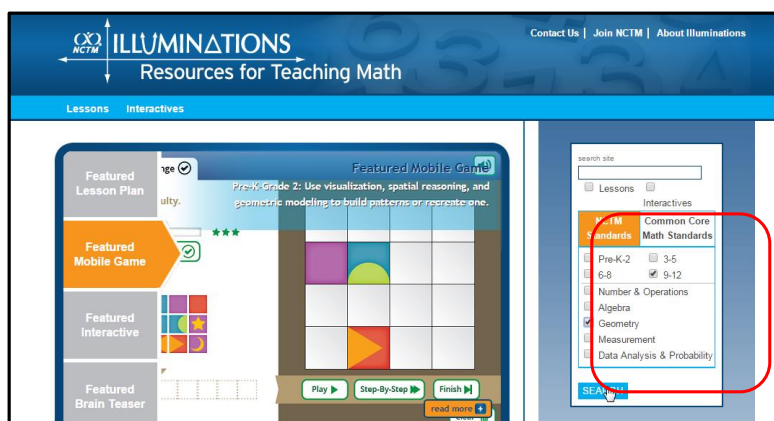 NCTM
ILLUMINATIONS
Resources for Teaching Math
Contact Us | Join NCTM | About Illuminations
Lessons Interactives
Featured Lesson Plan
Featured Mobile Game
Featured Interactive
Featured Brain Teaser
nge
ulty.
Featured Mobile Game
Pre-K-Grade 2: Use visualization, spatial reasoning, and
geometric modeling to build patterns or recreate one.
Play
Step-By-Step
Finish
read more
Clear
search site
Lessons
Interactives
NCTM Standards
Common Core Math Standards
Pre-K-2 3-5
6-8 9-12
Number & Operations
Algebra
Geometry
Measurement
Data Analysis & Probability
SEARCH